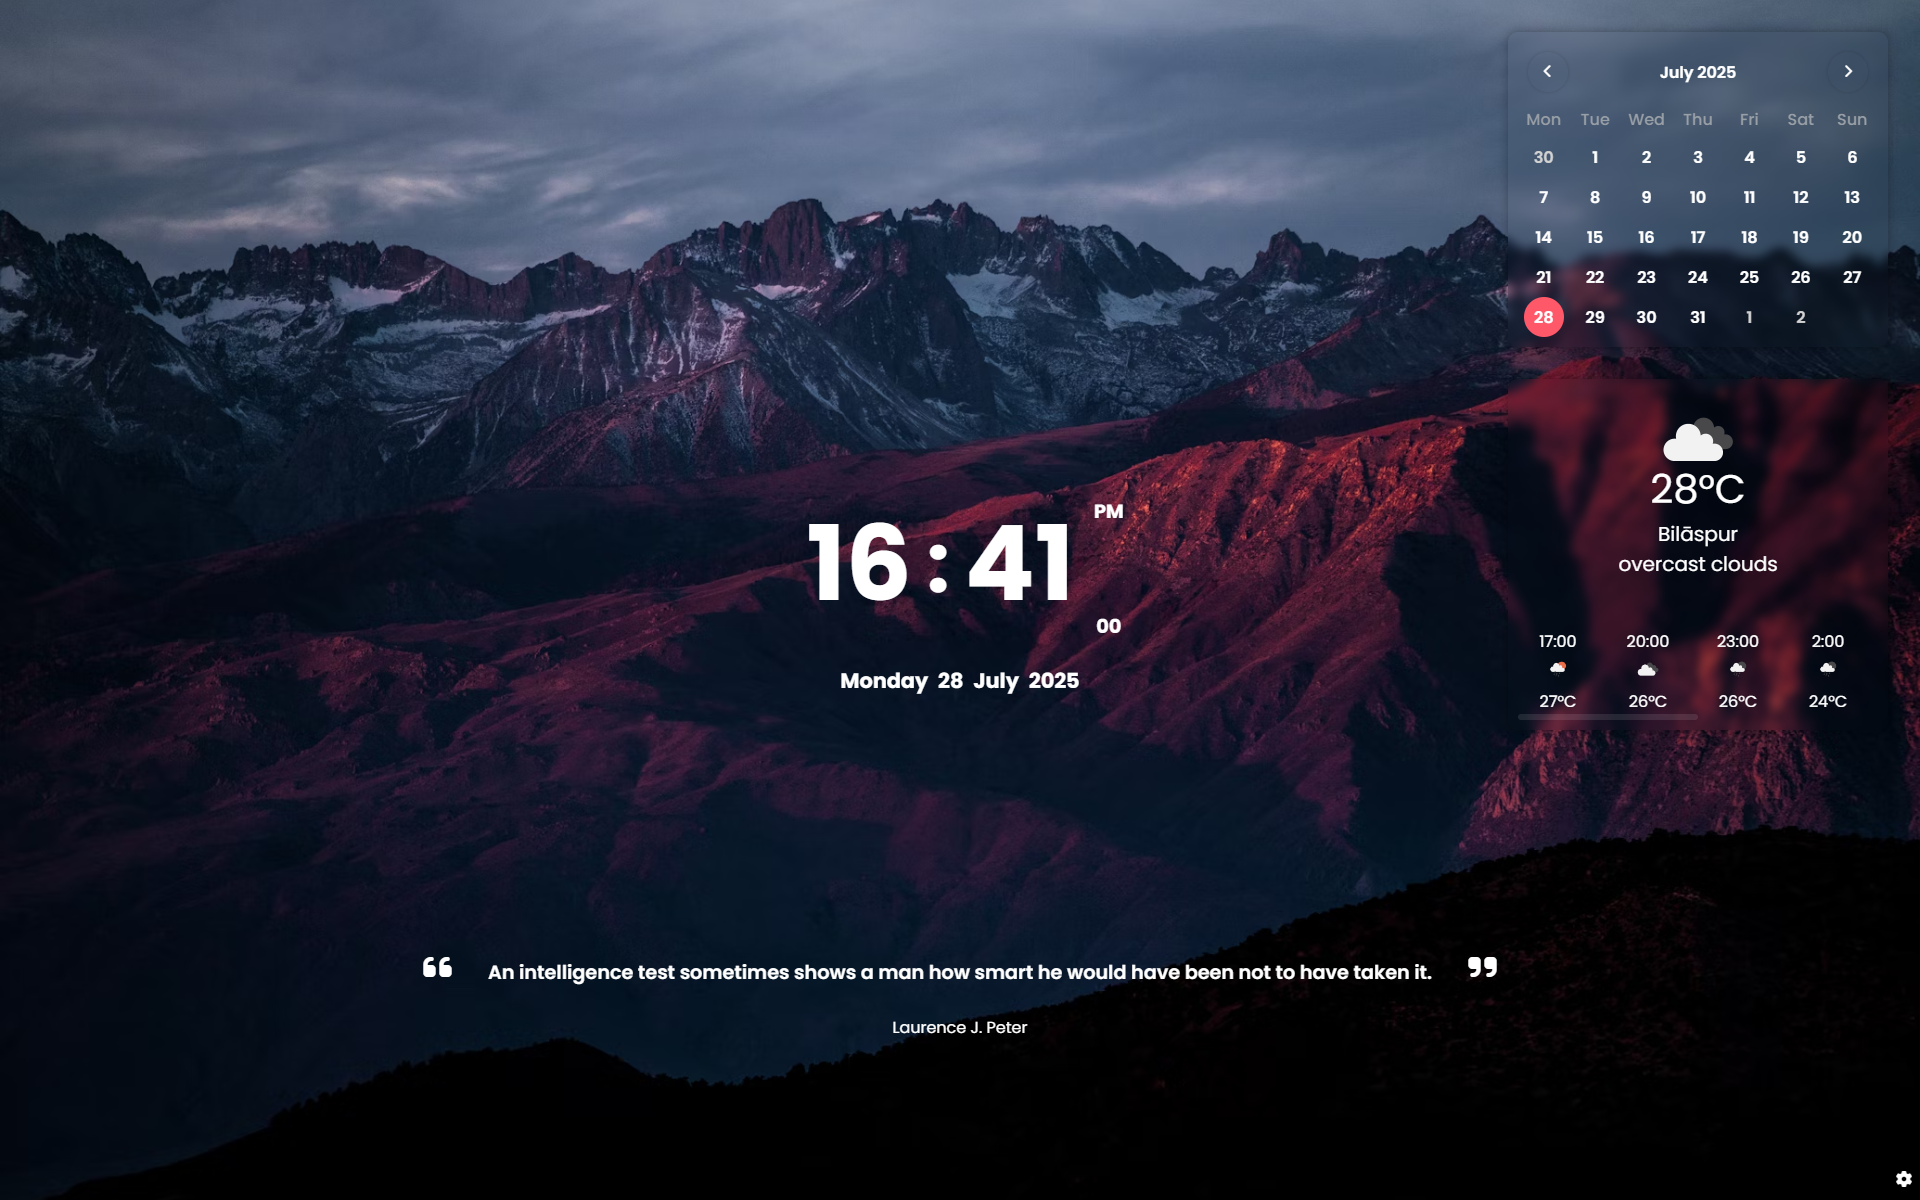 July 2025
Mon Tue Wed Thu Fri Sat Sun
30 1 2 3 4 5 6
7 8 9 10 11 12 13
14 15 16 17 18 19 20
21 22 23 24 25 26 27
28 29 30 31 1 2
28°C
Bilāspur
overcast clouds
17:00 20:00 23:00 2:00
27°C 26°C 26°C 24°C
16 : 41 PM
00
Monday 28 July 2025
❝ An intelligence test sometimes shows a man how smart he would have been not to have taken it. ❞
Laurence J. Peter